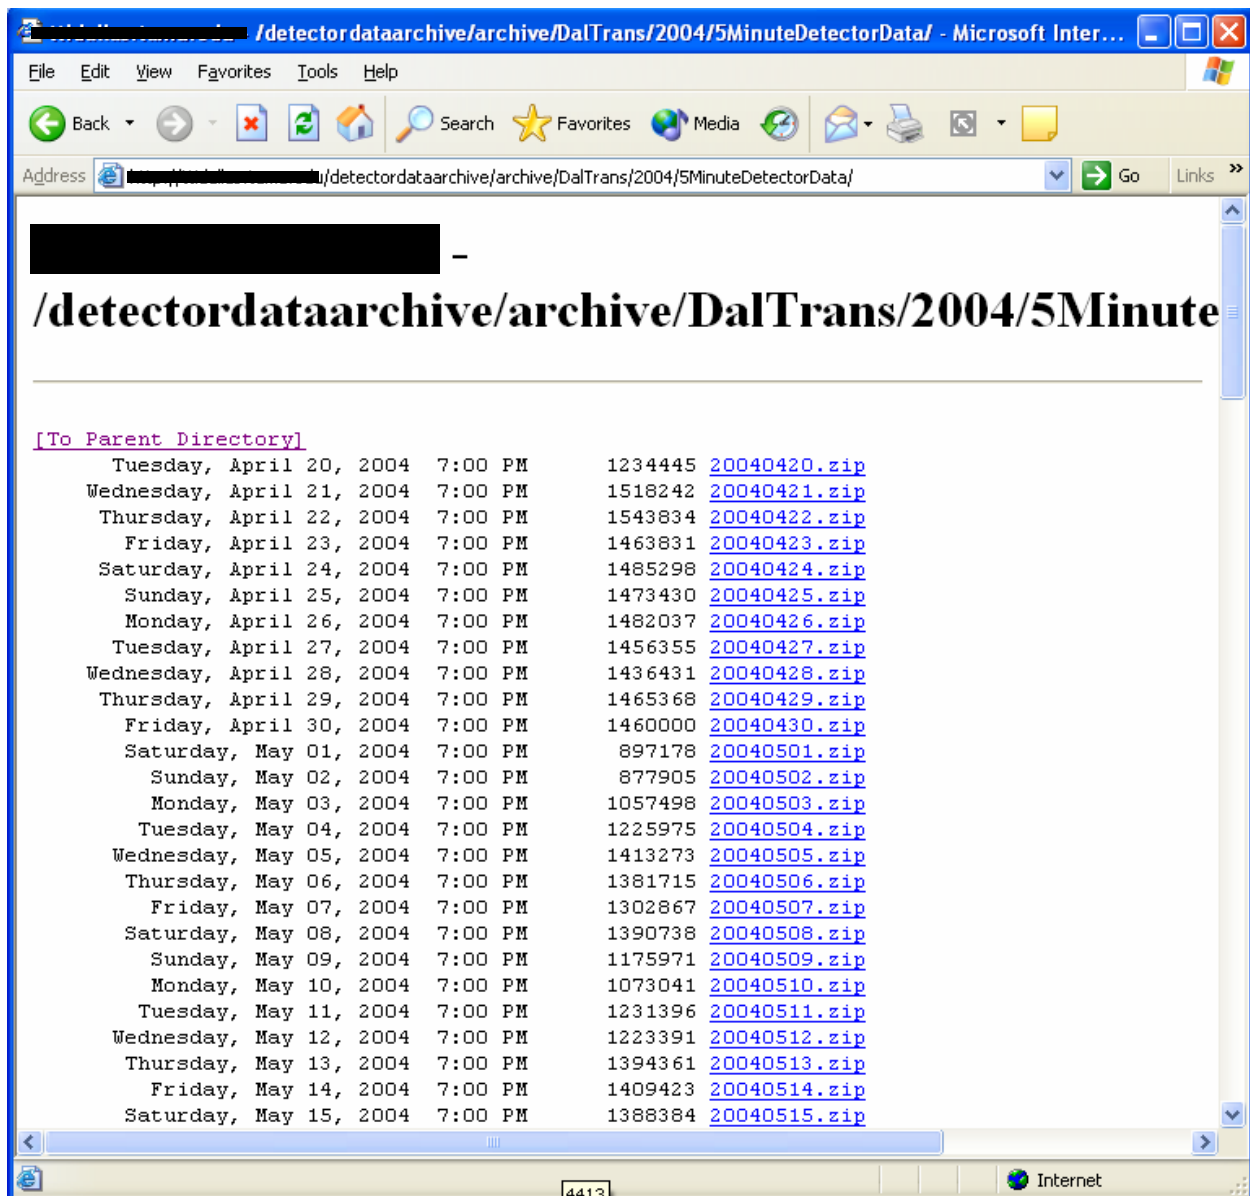 /detectordataarchive/archive/DalTrans/2004/5MinuteDetectorData/ - Microsoft Inter...
File Edit View Favorites Tools Help
Back Search Favorites Media
Address u/detectordataarchive/archive/DalTrans/2004/5MinuteDetectorData/ Go Links »
–
/detectordataarchive/archive/DalTrans/2004/5Minute
[To Parent Directory]
Tuesday, April 20, 2004 7:00 PM 1234445 20040420.zip
Wednesday, April 21, 2004 7:00 PM 1518242 20040421.zip
Thursday, April 22, 2004 7:00 PM 1543834 20040422.zip
Friday, April 23, 2004 7:00 PM 1463831 20040423.zip
Saturday, April 24, 2004 7:00 PM 1485298 20040424.zip
Sunday, April 25, 2004 7:00 PM 1473430 20040425.zip
Monday, April 26, 2004 7:00 PM 1482037 20040426.zip
Tuesday, April 27, 2004 7:00 PM 1456355 20040427.zip
Wednesday, April 28, 2004 7:00 PM 1436431 20040428.zip
Thursday, April 29, 2004 7:00 PM 1465368 20040429.zip
Friday, April 30, 2004 7:00 PM 1460000 20040430.zip
Saturday, May 01, 2004 7:00 PM 897178 20040501.zip
Sunday, May 02, 2004 7:00 PM 877905 20040502.zip
Monday, May 03, 2004 7:00 PM 1057498 20040503.zip
Tuesday, May 04, 2004 7:00 PM 1225975 20040504.zip
Wednesday, May 05, 2004 7:00 PM 1413273 20040505.zip
Thursday, May 06, 2004 7:00 PM 1381715 20040506.zip
Friday, May 07, 2004 7:00 PM 1302867 20040507.zip
Saturday, May 08, 2004 7:00 PM 1390738 20040508.zip
Sunday, May 09, 2004 7:00 PM 1175971 20040509.zip
Monday, May 10, 2004 7:00 PM 1073041 20040510.zip
Tuesday, May 11, 2004 7:00 PM 1231396 20040511.zip
Wednesday, May 12, 2004 7:00 PM 1223391 20040512.zip
Thursday, May 13, 2004 7:00 PM 1394361 20040513.zip
Friday, May 14, 2004 7:00 PM 1409423 20040514.zip
Saturday, May 15, 2004 7:00 PM 1388384 20040515.zip
Internet
4413